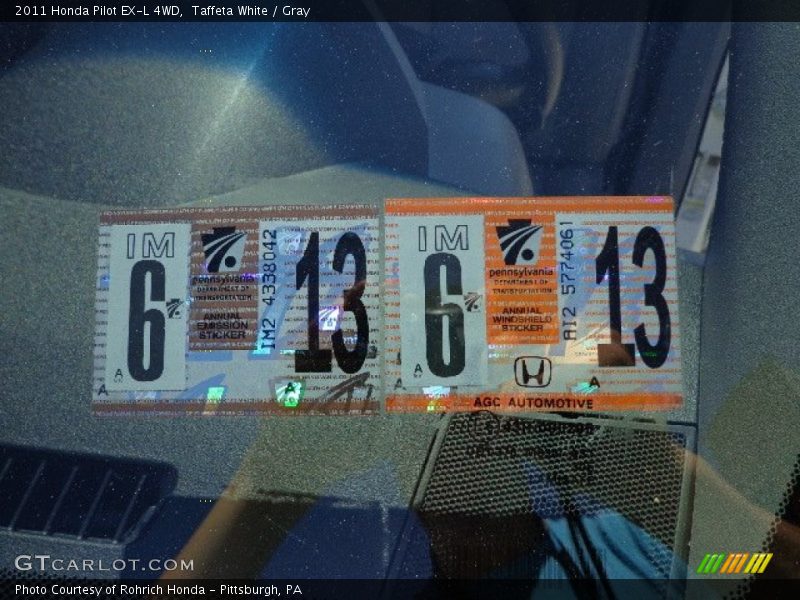 2011 Honda Pilot EX-L 4WD, Taffeta White / Gray
IM
6
A
A
pennsylvania
DEPARTMENT OF
TRANSPORTATION
ANNUAL
EMISSION
STICKER
IM2 4338042
13
A
IM
6
A
A
pennsylvania
DEPARTMENT OF
TRANSPORTATION
ANNUAL
WINDSHIELD
STICKER
AI2 5774061
13
A
AGC AUTOMOTIVE
GTCARLOT.COM
Photo Courtesy of Rohrich Honda - Pittsburgh, PA